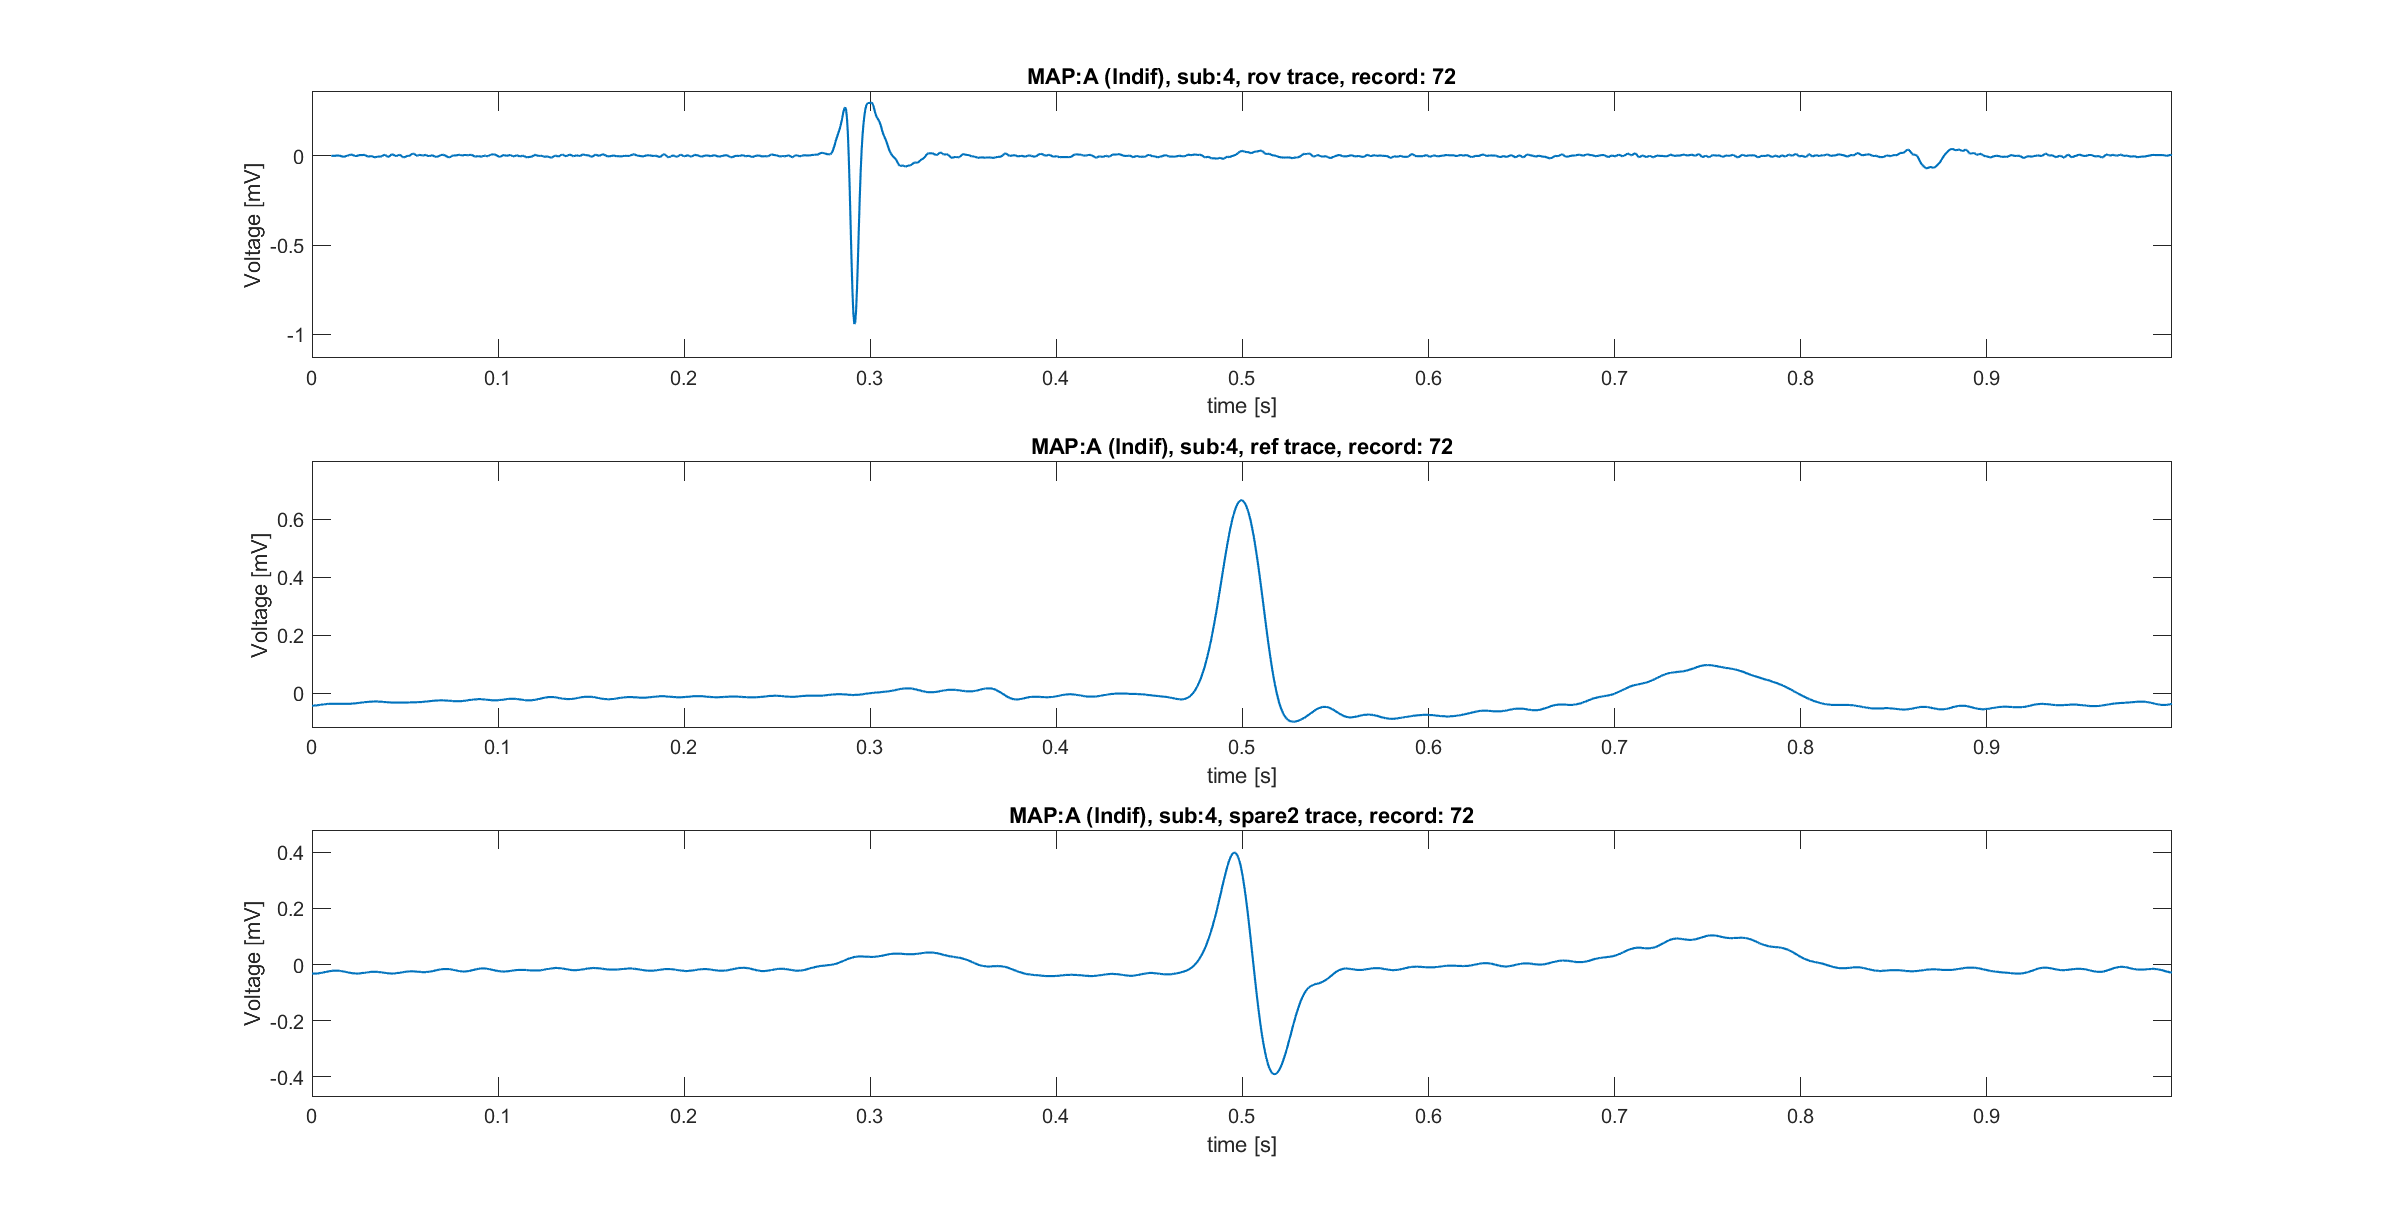 MAP:A (Indif), sub:4, rov trace, record: 72
Voltage [mV]
0
-0.5
-1
0 0.1 0.2 0.3 0.4 0.5 0.6 0.7 0.8 0.9
time [s]
MAP:A (Indif), sub:4, ref trace, record: 72
Voltage [mV]
0.6
0.4
0.2
0
0 0.1 0.2 0.3 0.4 0.5 0.6 0.7 0.8 0.9
time [s]
MAP:A (Indif), sub:4, spare2 trace, record: 72
Voltage [mV]
0.4
0.2
0
-0.2
-0.4
0 0.1 0.2 0.3 0.4 0.5 0.6 0.7 0.8 0.9
time [s]